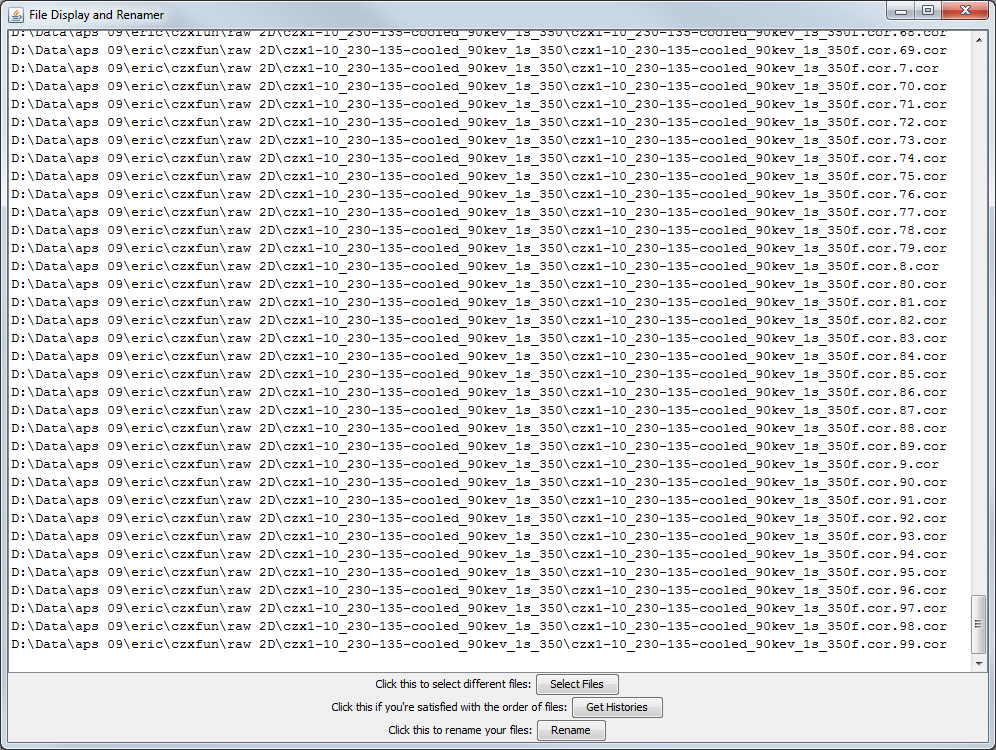 File Display and Renamer
D:\Data\aps 09\eric\czxfun\raw 2D\czx1-10_230-135-cooled_90kev_1s_350\czx1-10_230-135-cooled_90kev_1s_350f.cor.68.cor
D:\Data\aps 09\eric\czxfun\raw 2D\czx1-10_230-135-cooled_90kev_1s_350\czx1-10_230-135-cooled_90kev_1s_350f.cor.69.cor
D:\Data\aps 09\eric\czxfun\raw 2D\czx1-10_230-135-cooled_90kev_1s_350\czx1-10_230-135-cooled_90kev_1s_350f.cor.7.cor
D:\Data\aps 09\eric\czxfun\raw 2D\czx1-10_230-135-cooled_90kev_1s_350\czx1-10_230-135-cooled_90kev_1s_350f.cor.70.cor
D:\Data\aps 09\eric\czxfun\raw 2D\czx1-10_230-135-cooled_90kev_1s_350\czx1-10_230-135-cooled_90kev_1s_350f.cor.71.cor
D:\Data\aps 09\eric\czxfun\raw 2D\czx1-10_230-135-cooled_90kev_1s_350\czx1-10_230-135-cooled_90kev_1s_350f.cor.72.cor
D:\Data\aps 09\eric\czxfun\raw 2D\czx1-10_230-135-cooled_90kev_1s_350\czx1-10_230-135-cooled_90kev_1s_350f.cor.73.cor
D:\Data\aps 09\eric\czxfun\raw 2D\czx1-10_230-135-cooled_90kev_1s_350\czx1-10_230-135-cooled_90kev_1s_350f.cor.74.cor
D:\Data\aps 09\eric\czxfun\raw 2D\czx1-10_230-135-cooled_90kev_1s_350\czx1-10_230-135-cooled_90kev_1s_350f.cor.75.cor
D:\Data\aps 09\eric\czxfun\raw 2D\czx1-10_230-135-cooled_90kev_1s_350\czx1-10_230-135-cooled_90kev_1s_350f.cor.76.cor
D:\Data\aps 09\eric\czxfun\raw 2D\czx1-10_230-135-cooled_90kev_1s_350\czx1-10_230-135-cooled_90kev_1s_350f.cor.77.cor
D:\Data\aps 09\eric\czxfun\raw 2D\czx1-10_230-135-cooled_90kev_1s_350\czx1-10_230-135-cooled_90kev_1s_350f.cor.78.cor
D:\Data\aps 09\eric\czxfun\raw 2D\czx1-10_230-135-cooled_90kev_1s_350\czx1-10_230-135-cooled_90kev_1s_350f.cor.79.cor
D:\Data\aps 09\eric\czxfun\raw 2D\czx1-10_230-135-cooled_90kev_1s_350\czx1-10_230-135-cooled_90kev_1s_350f.cor.8.cor
D:\Data\aps 09\eric\czxfun\raw 2D\czx1-10_230-135-cooled_90kev_1s_350\czx1-10_230-135-cooled_90kev_1s_350f.cor.80.cor
D:\Data\aps 09\eric\czxfun\raw 2D\czx1-10_230-135-cooled_90kev_1s_350\czx1-10_230-135-cooled_90kev_1s_350f.cor.81.cor
D:\Data\aps 09\eric\czxfun\raw 2D\czx1-10_230-135-cooled_90kev_1s_350\czx1-10_230-135-cooled_90kev_1s_350f.cor.82.cor
D:\Data\aps 09\eric\czxfun\raw 2D\czx1-10_230-135-cooled_90kev_1s_350\czx1-10_230-135-cooled_90kev_1s_350f.cor.83.cor
D:\Data\aps 09\eric\czxfun\raw 2D\czx1-10_230-135-cooled_90kev_1s_350\czx1-10_230-135-cooled_90kev_1s_350f.cor.84.cor
D:\Data\aps 09\eric\czxfun\raw 2D\czx1-10_230-135-cooled_90kev_1s_350\czx1-10_230-135-cooled_90kev_1s_350f.cor.85.cor
D:\Data\aps 09\eric\czxfun\raw 2D\czx1-10_230-135-cooled_90kev_1s_350\czx1-10_230-135-cooled_90kev_1s_350f.cor.86.cor
D:\Data\aps 09\eric\czxfun\raw 2D\czx1-10_230-135-cooled_90kev_1s_350\czx1-10_230-135-cooled_90kev_1s_350f.cor.87.cor
D:\Data\aps 09\eric\czxfun\raw 2D\czx1-10_230-135-cooled_90kev_1s_350\czx1-10_230-135-cooled_90kev_1s_350f.cor.88.cor
D:\Data\aps 09\eric\czxfun\raw 2D\czx1-10_230-135-cooled_90kev_1s_350\czx1-10_230-135-cooled_90kev_1s_350f.cor.89.cor
D:\Data\aps 09\eric\czxfun\raw 2D\czx1-10_230-135-cooled_90kev_1s_350\czx1-10_230-135-cooled_90kev_1s_350f.cor.9.cor
D:\Data\aps 09\eric\czxfun\raw 2D\czx1-10_230-135-cooled_90kev_1s_350\czx1-10_230-135-cooled_90kev_1s_350f.cor.90.cor
D:\Data\aps 09\eric\czxfun\raw 2D\czx1-10_230-135-cooled_90kev_1s_350\czx1-10_230-135-cooled_90kev_1s_350f.cor.91.cor
D:\Data\aps 09\eric\czxfun\raw 2D\czx1-10_230-135-cooled_90kev_1s_350\czx1-10_230-135-cooled_90kev_1s_350f.cor.92.cor
D:\Data\aps 09\eric\czxfun\raw 2D\czx1-10_230-135-cooled_90kev_1s_350\czx1-10_230-135-cooled_90kev_1s_350f.cor.93.cor
D:\Data\aps 09\eric\czxfun\raw 2D\czx1-10_230-135-cooled_90kev_1s_350\czx1-10_230-135-cooled_90kev_1s_350f.cor.94.cor
D:\Data\aps 09\eric\czxfun\raw 2D\czx1-10_230-135-cooled_90kev_1s_350\czx1-10_230-135-cooled_90kev_1s_350f.cor.95.cor
D:\Data\aps 09\eric\czxfun\raw 2D\czx1-10_230-135-cooled_90kev_1s_350\czx1-10_230-135-cooled_90kev_1s_350f.cor.96.cor
D:\Data\aps 09\eric\czxfun\raw 2D\czx1-10_230-135-cooled_90kev_1s_350\czx1-10_230-135-cooled_90kev_1s_350f.cor.97.cor
D:\Data\aps 09\eric\czxfun\raw 2D\czx1-10_230-135-cooled_90kev_1s_350\czx1-10_230-135-cooled_90kev_1s_350f.cor.98.cor
D:\Data\aps 09\eric\czxfun\raw 2D\czx1-10_230-135-cooled_90kev_1s_350\czx1-10_230-135-cooled_90kev_1s_350f.cor.99.cor
Click this to select different files: Select Files
Click this if you're satisfied with the order of files: Get Histories
Click this to rename your files: Rename